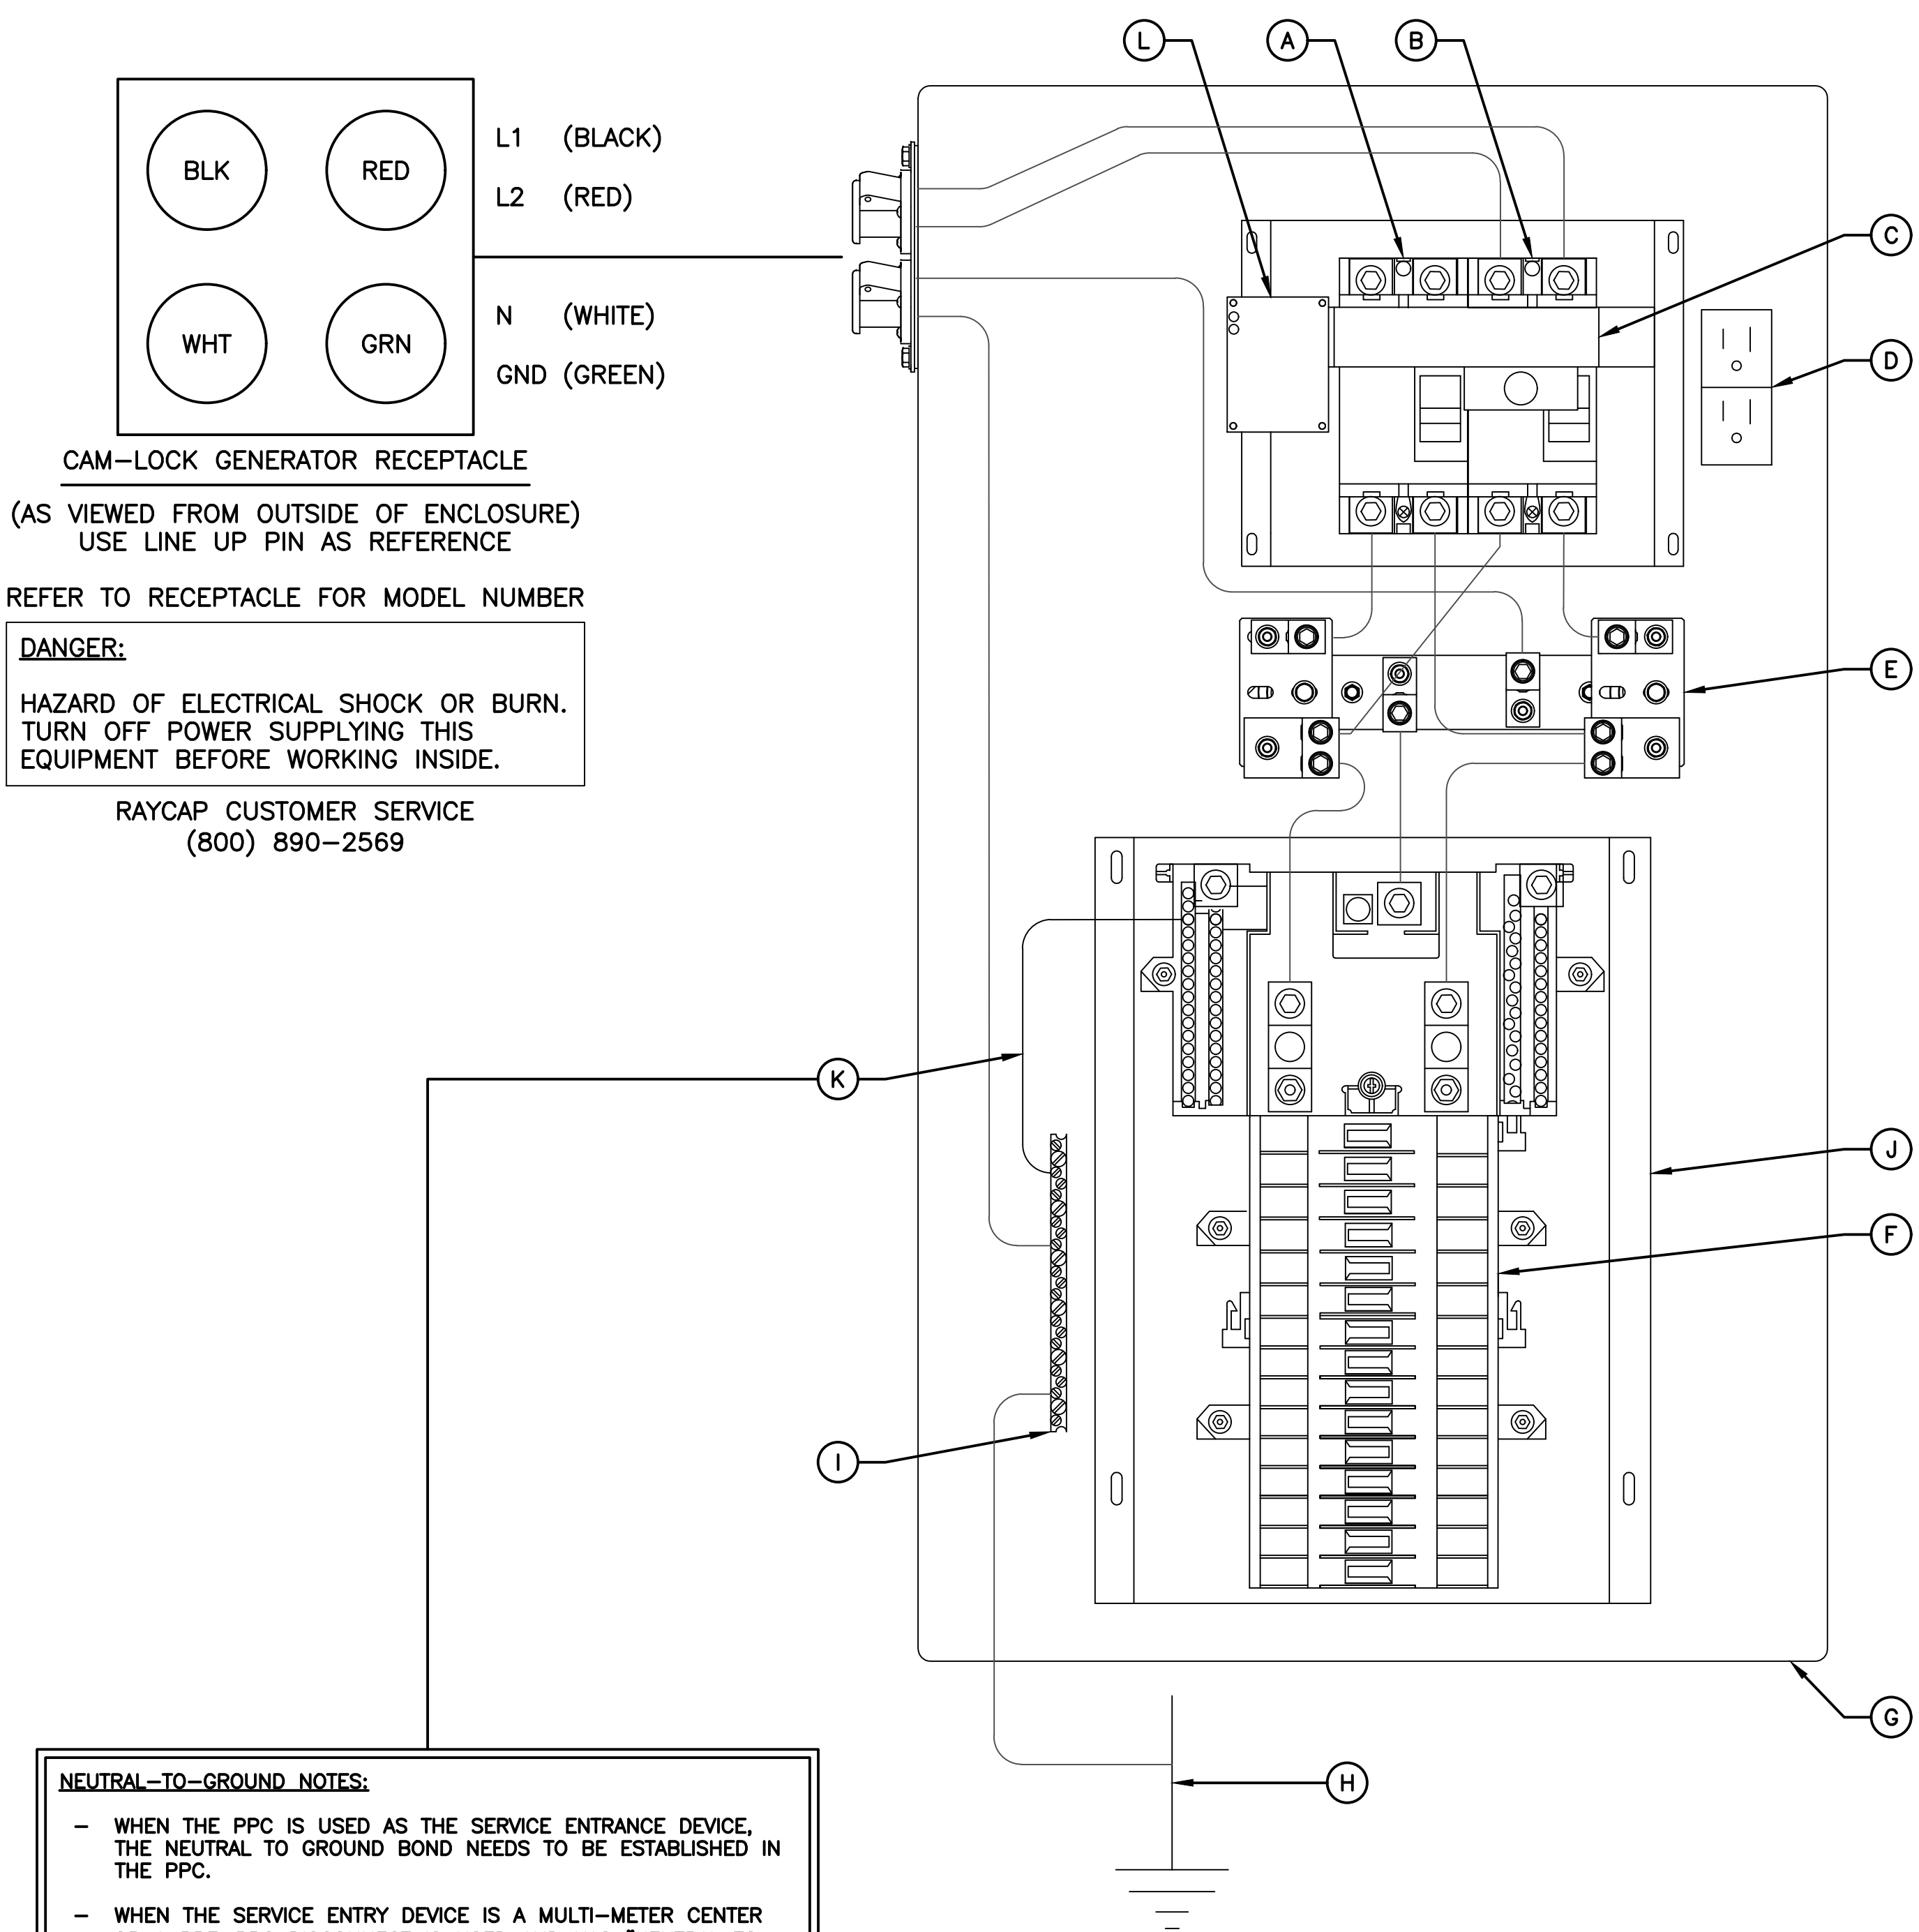 L
A
B
BLK
RED
L1 (BLACK)
L2 (RED)
C
WHT
GRN
N (WHITE)
GND (GREEN)
D
CAM-LOCK GENERATOR RECEPTACLE
(AS VIEWED FROM OUTSIDE OF ENCLOSURE)
USE LINE UP PIN AS REFERENCE
REFER TO RECEPTACLE FOR MODEL NUMBER
DANGER:
HAZARD OF ELECTRICAL SHOCK OR BURN.
TURN OFF POWER SUPPLYING THIS
EQUIPMENT BEFORE WORKING INSIDE.
RAYCAP CUSTOMER SERVICE
(800) 890-2569
E
K
J
F
I
G
H
NEUTRAL-TO-GROUND NOTES:
- WHEN THE PPC IS USED AS THE SERVICE ENTRANCE DEVICE,
THE NEUTRAL TO GROUND BOND NEEDS TO BE ESTABLISHED IN
THE PPC.
- WHEN THE SERVICE ENTRY DEVICE IS A MULTI-METER CENTER